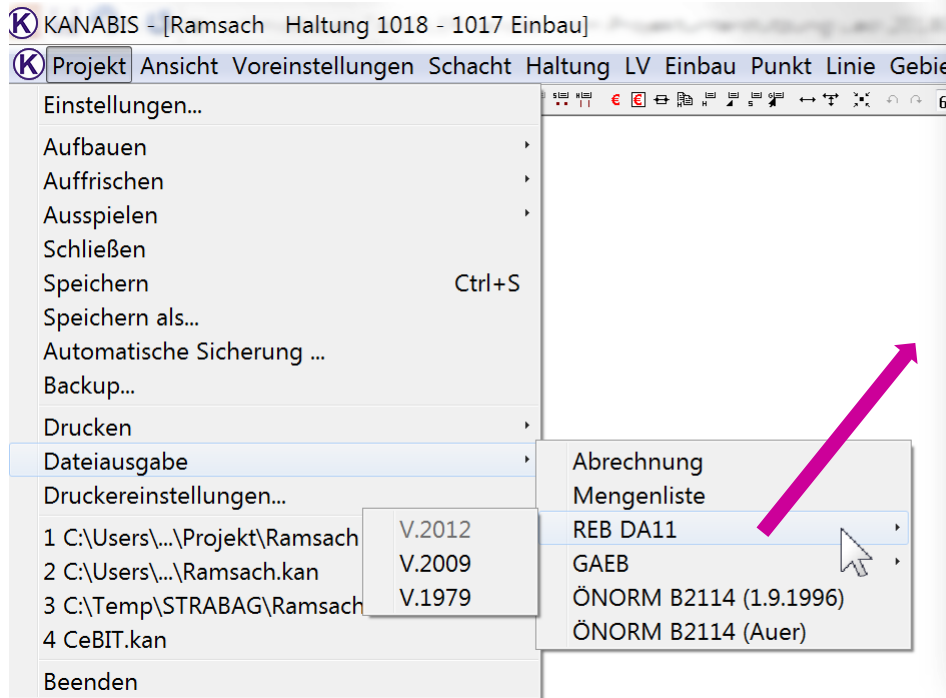 K KANABIS - [Ramsach Haltung 1018 - 1017 Einbau]
K Projekt Ansicht Voreinstellungen Schacht Haltung LV Einbau Punkt Linie Gebie
Einstellungen...
Aufbauen
Auffrischen
Ausspielen
Schließen
Speichern Ctrl+S
Speichern als...
Automatische Sicherung ...
Backup...
Drucken
Dateiausgabe
Druckereinstellungen...
1 C:\Users\...\Projekt\Ramsach
2 C:\Users\...\Ramsach.kan
3 C:\Temp\STRABAG\Ramsach
4 CeBIT.kan
Beenden
Abrechnung
Mengenliste
REB DA11
GAEB
ÖNORM B2114 (1.9.1996)
ÖNORM B2114 (Auer)
V.2012
V.2009
V.1979